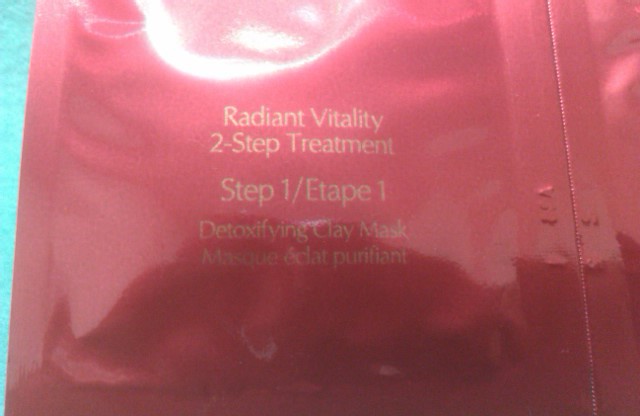 Radiant Vitality
2-Step Treatment
Step 1/Etape 1
Detoxifying Clay Mask
Masque éclat purifiant